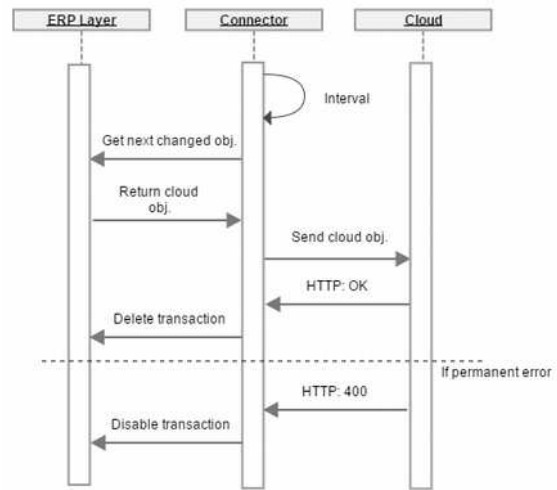 ERP Layer
Connector
Cloud
Interval
Get next changed obj.
Return cloud
obj.
Send cloud obj.
HTTP: OK
Delete transaction
If permanent error
HTTP: 400
Disable transaction